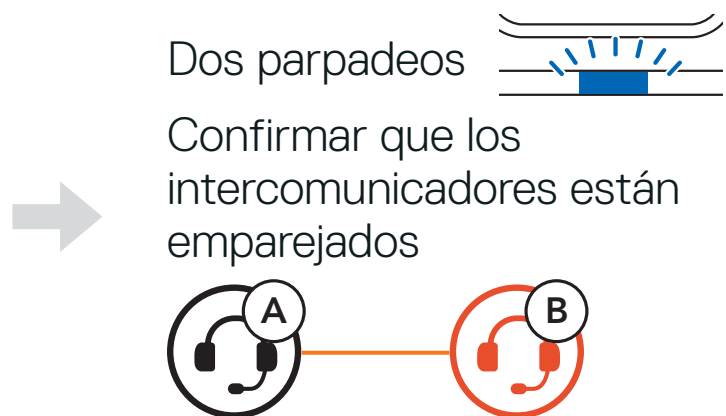 Dos parpadeos
Confirmar que los
intercomunicadores están
emparejados
A
B